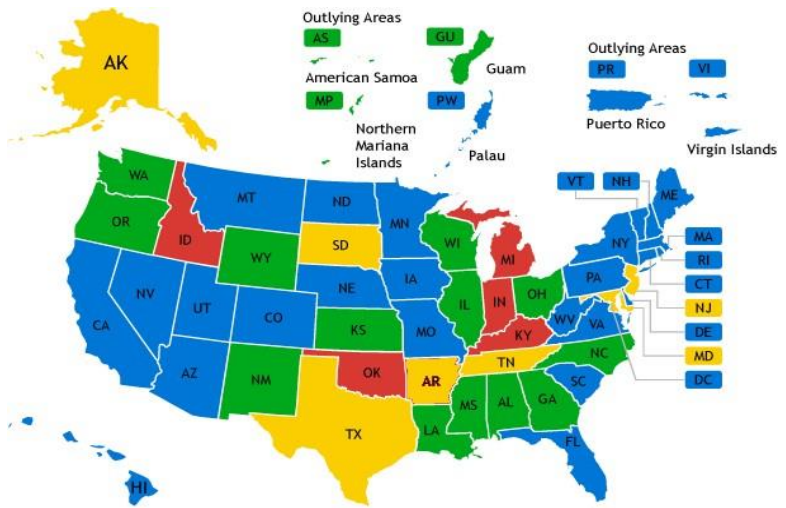 Outlying Areas
AS
GU
American Samoa
Guam
MP
PW
Northern
Mariana
Islands
Palau
Outlying Areas
PR
VI
Puerto Rico
Virgin Islands
AK
WA
OR
ID
MT
ND
MN
WI
MI
WY
SD
IA
NE
NV
UT
CO
CA
AZ
NM
KS
MO
IL
IN
OH
KY
WV
VA
PA
NY
ME
VT
NH
MA
RI
CT
NJ
DE
MD
DC
OK
AR
TN
NC
SC
TX
LA
MS
AL
GA
FL
HI